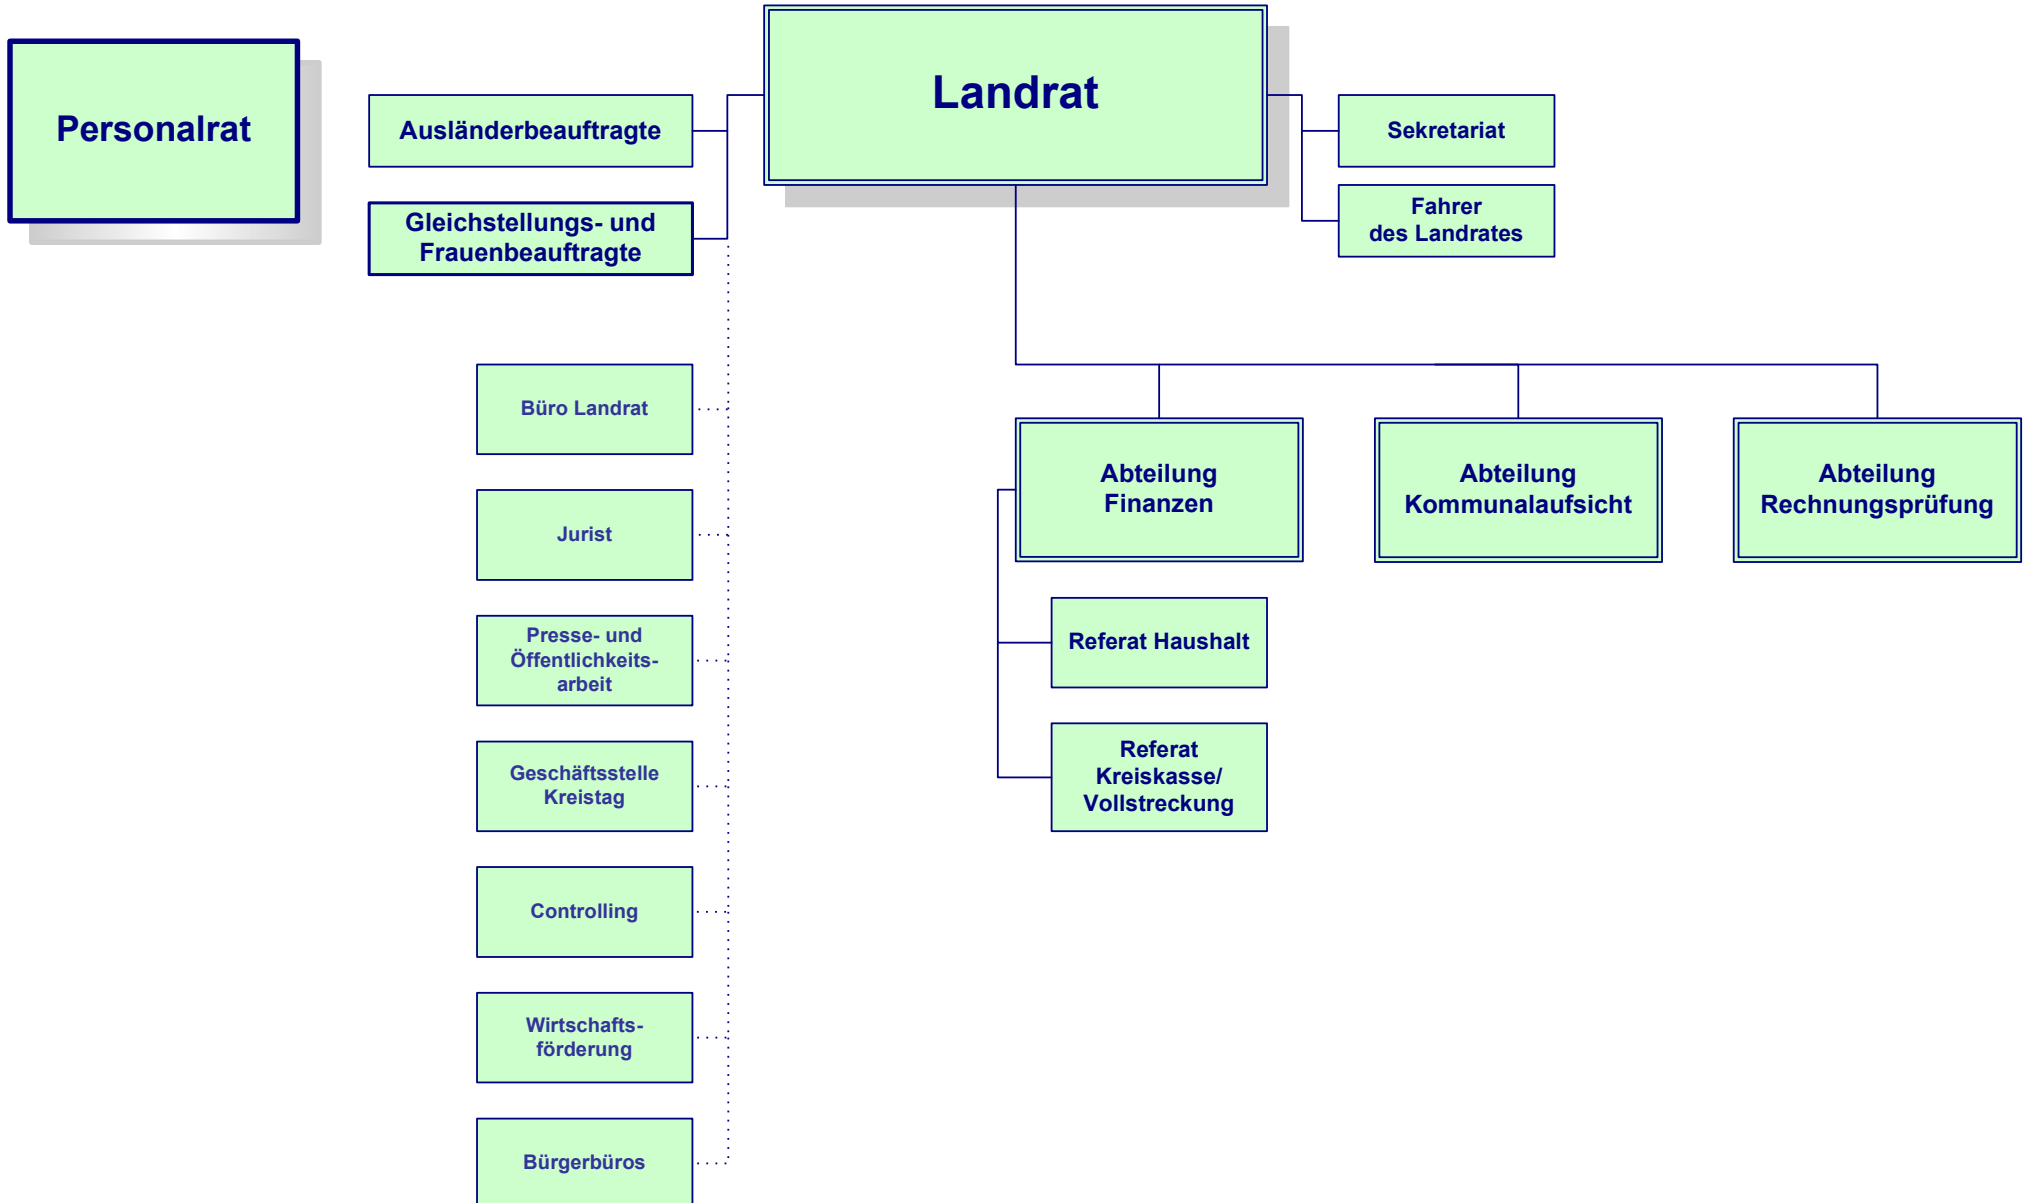 Personalrat
Ausländerbeauftragte
Gleichstellungs- und
Frauenbeauftragte
Landrat
Sekretariat
Fahrer
des Landrates
Büro Landrat
Jurist
Presse- und
Öffentlichkeits-
arbeit
Geschäftsstelle
Kreistag
Controlling
Wirtschafts-
förderung
Bürgerbüros
Abteilung
Finanzen
Referat Haushalt
Referat
Kreiskasse/
Vollstreckung
Abteilung
Kommunalaufsicht
Abteilung
Rechnungsprüfung